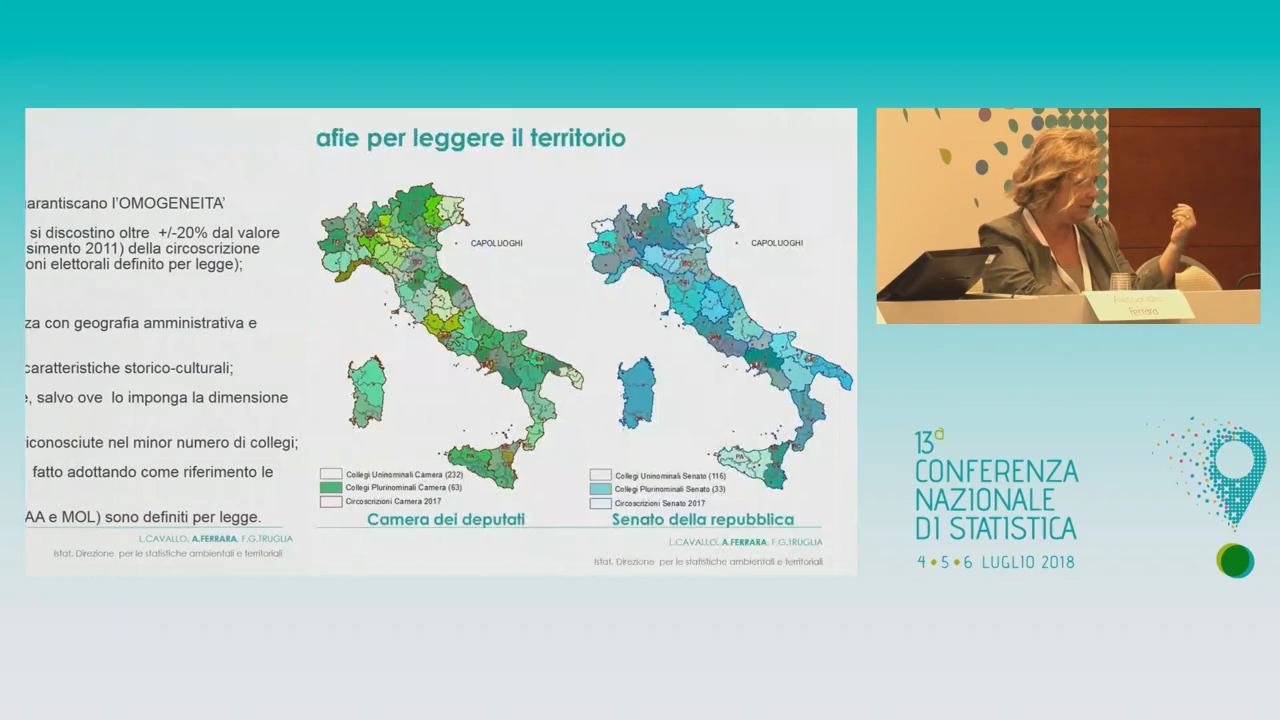 afie per leggere il territorio
arantiscano l'OMOGENEITA'
si discostino oltre +/-20% dal valore
simento 2011) della circoscrizione
oni elettorali definito per legge);
za con geografia amministrativa e
caratteristiche storico-culturali;
e, salvo ove lo imponga la dimensione
iconosciute nel minor numero di collegi;
fatto adottando come riferimento le
AA e MOL) sono definiti per legge.
L.CAVALLO, A.FERRARA, F.G.TRUGLIA
Istat, Direzione per le statistiche ambientali e territoriali
CAPOLUOGHI
PA
Collegi Uninominali Camera (232)
Collegi Plurinominali Camera (63)
Circoscrizioni Camera 2017
Camera dei deputati
CAPOLUOGHI
PA
Collegi Uninominali Senato (116)
Collegi Plurinominali Senato (33)
Circoscrizioni Senato 2017
Senato della repubblica
L.CAVALLO, A.FERRARA, F.G.TRUGLIA
Istat, Direzione per le statistiche ambientali e territoriali
Ferrara
13ª
CONFERENZA
NAZIONALE
DI STATISTICA
4 • 5 • 6 LUGLIO 2018